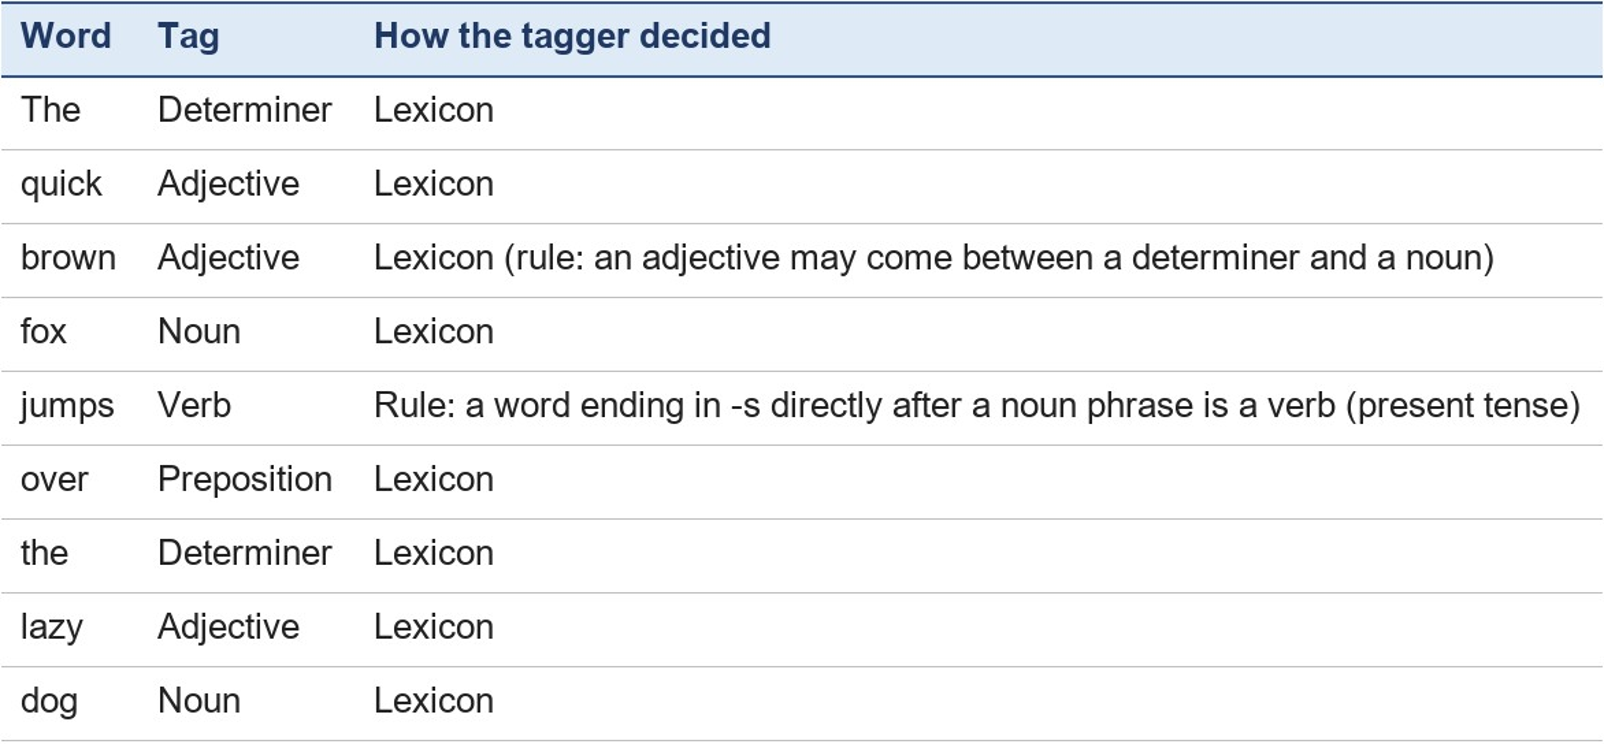 Word Tag How the tagger decided
The Determiner Lexicon
quick Adjective Lexicon
brown Adjective Lexicon (rule: an adjective may come between a determiner and a noun)
fox Noun Lexicon
jumps Verb Rule: a word ending in -s directly after a noun phrase is a verb (present tense)
over Preposition Lexicon
the Determiner Lexicon
lazy Adjective Lexicon
dog Noun Lexicon